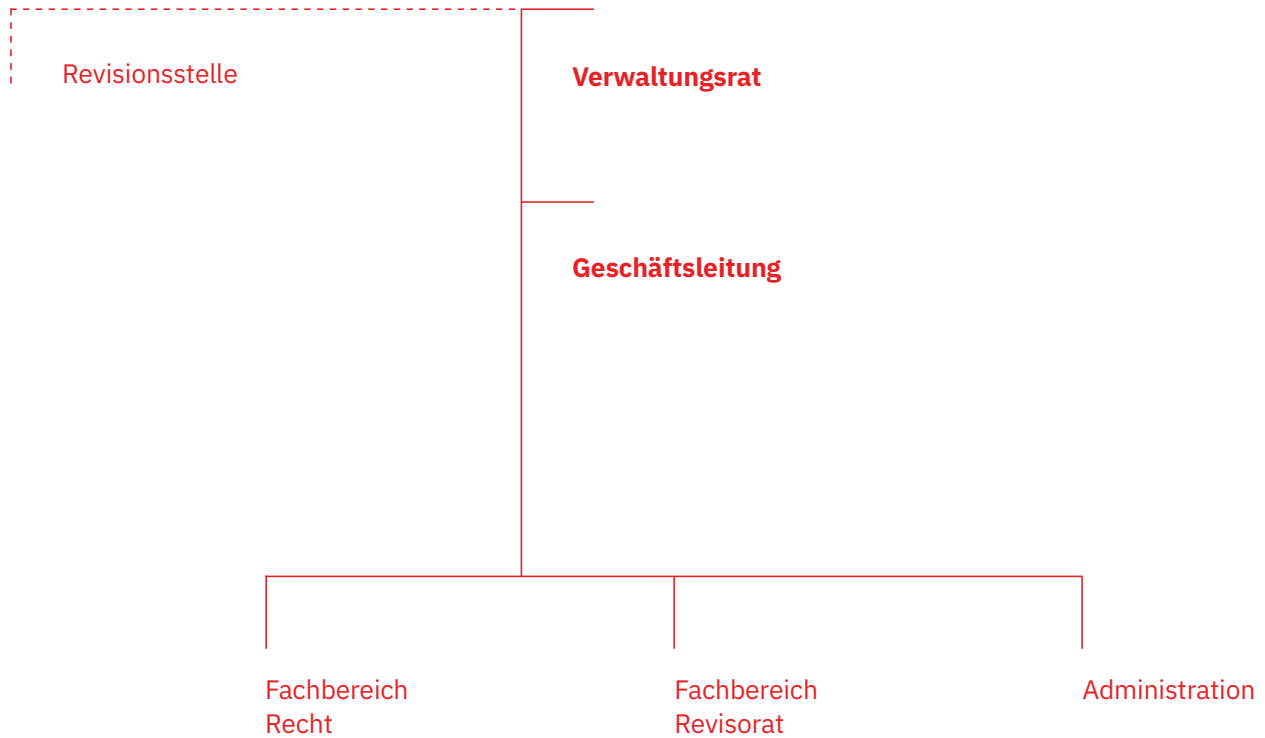 Revisionsstelle
Verwaltungsrat
Geschäftsleitung
Fachbereich
Recht
Fachbereich
Revisorat
Administration